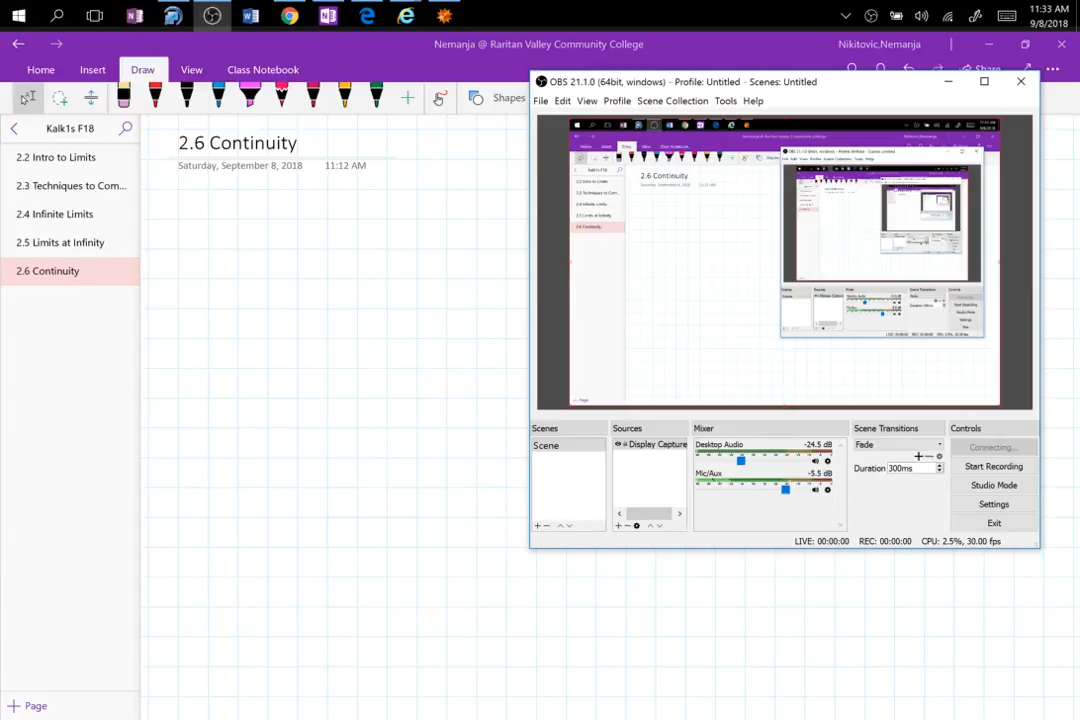 11:33 AM
9/8/2018
Nemanja @ Raritan Valley Community College
Nikitovic,Nemanja
Home Insert Draw View Class Notebook
Share
Shapes
Kalk1s F18
2.2 Intro to Limits
2.3 Techniques to Com...
2.4 Infinite Limits
2.5 Limits at Infinity
2.6 Continuity
Page
2.6 Continuity
Saturday, September 8, 2018 11:12 AM
OBS 21.1.0 (64bit, windows) - Profile: Untitled - Scenes: Untitled
File Edit View Profile Scene Collection Tools Help
2.6 Continuity
Scenes Sources Mixer Scene Transitions Controls
Scene
Display Capture
Desktop Audio -24.5 dB
Mic/Aux -5.5 dB
Fade
Duration 300ms
Connecting...
Start Recording
Studio Mode
Settings
Exit
LIVE: 00:00:00 REC: 00:00:00 CPU: 2.5%, 30.00 fps